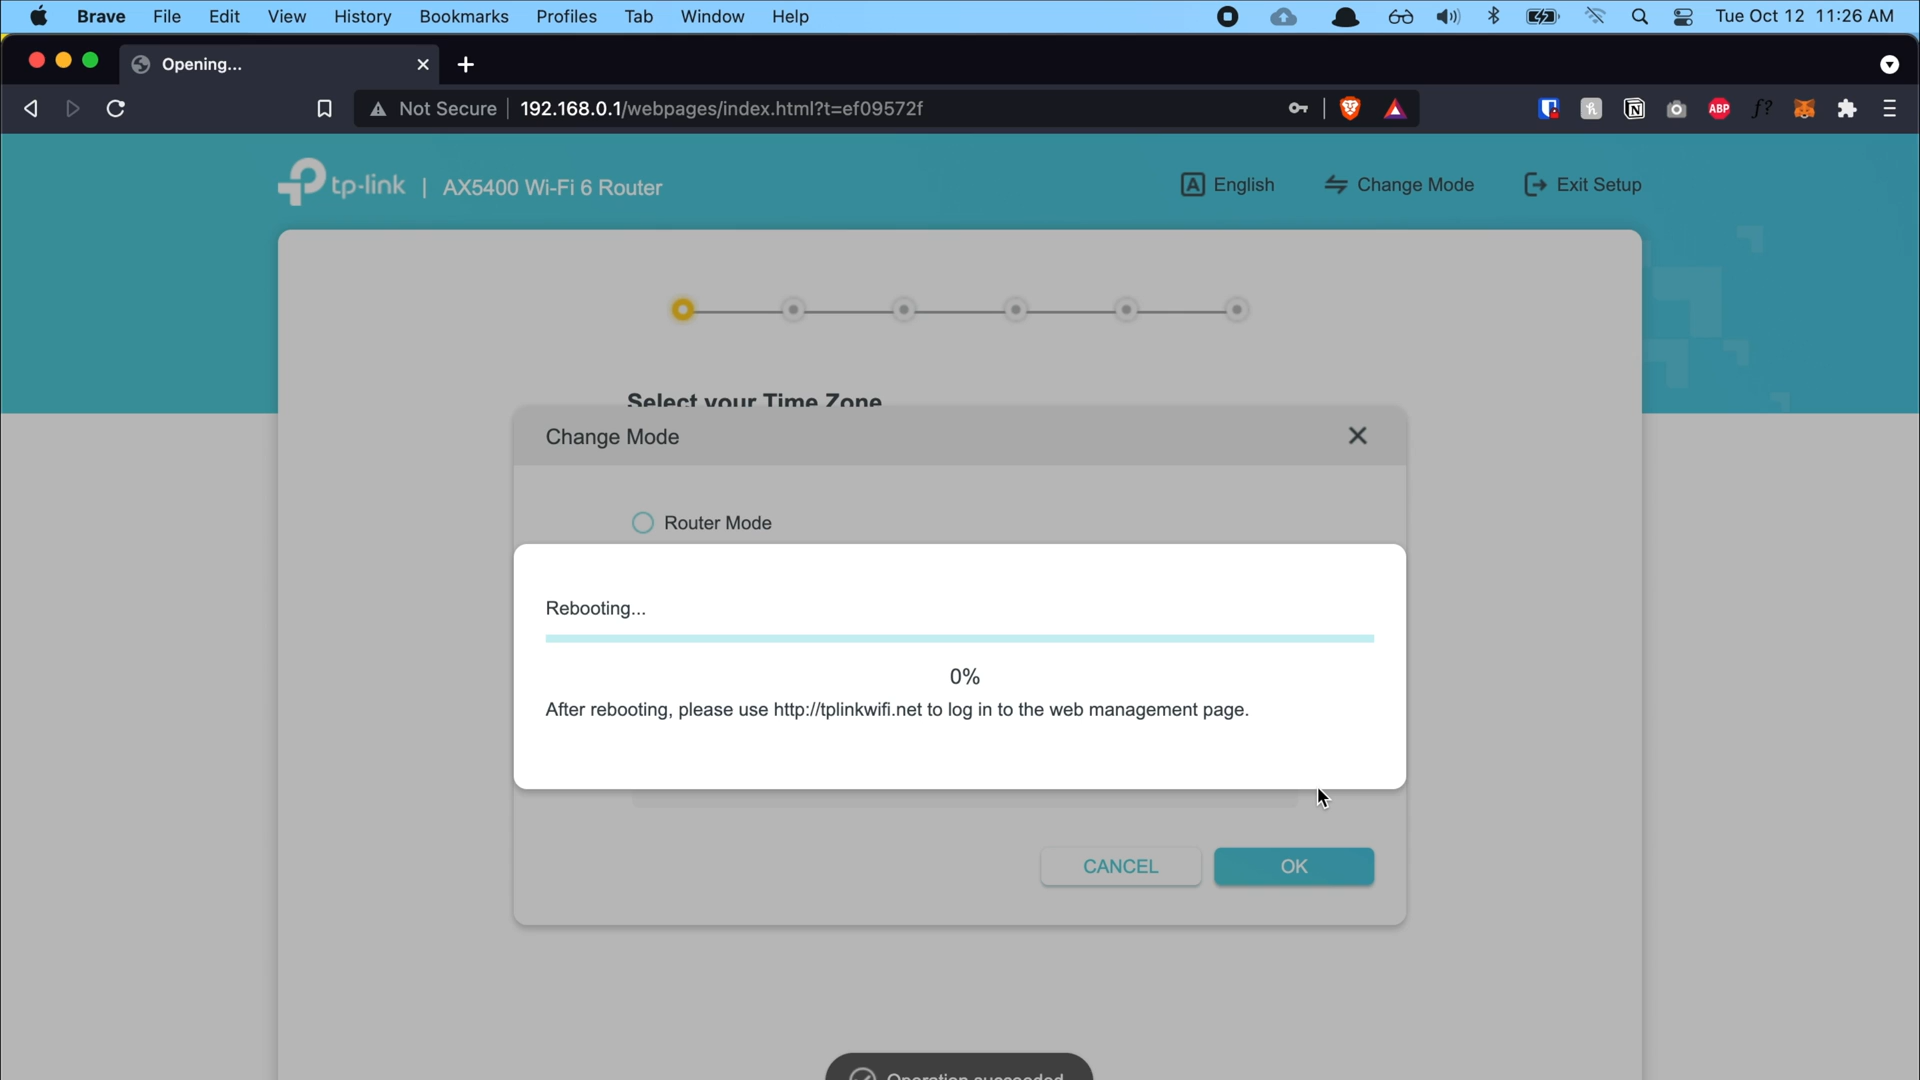 Brave File Edit View History Bookmarks Profiles Tab Window Help Tue Oct 12 11:26 AM
Opening...
Not Secure 192.168.0.1/webpages/index.html?t=ef09572f ABP f?
tp-link | AX5400 Wi-Fi 6 Router A English Change Mode Exit Setup
Select your Time Zone
Change Mode
Router Mode
Rebooting...
0%
After rebooting, please use http://tplinkwifi.net to log in to the web management page.
CANCEL OK
Operation succeeded